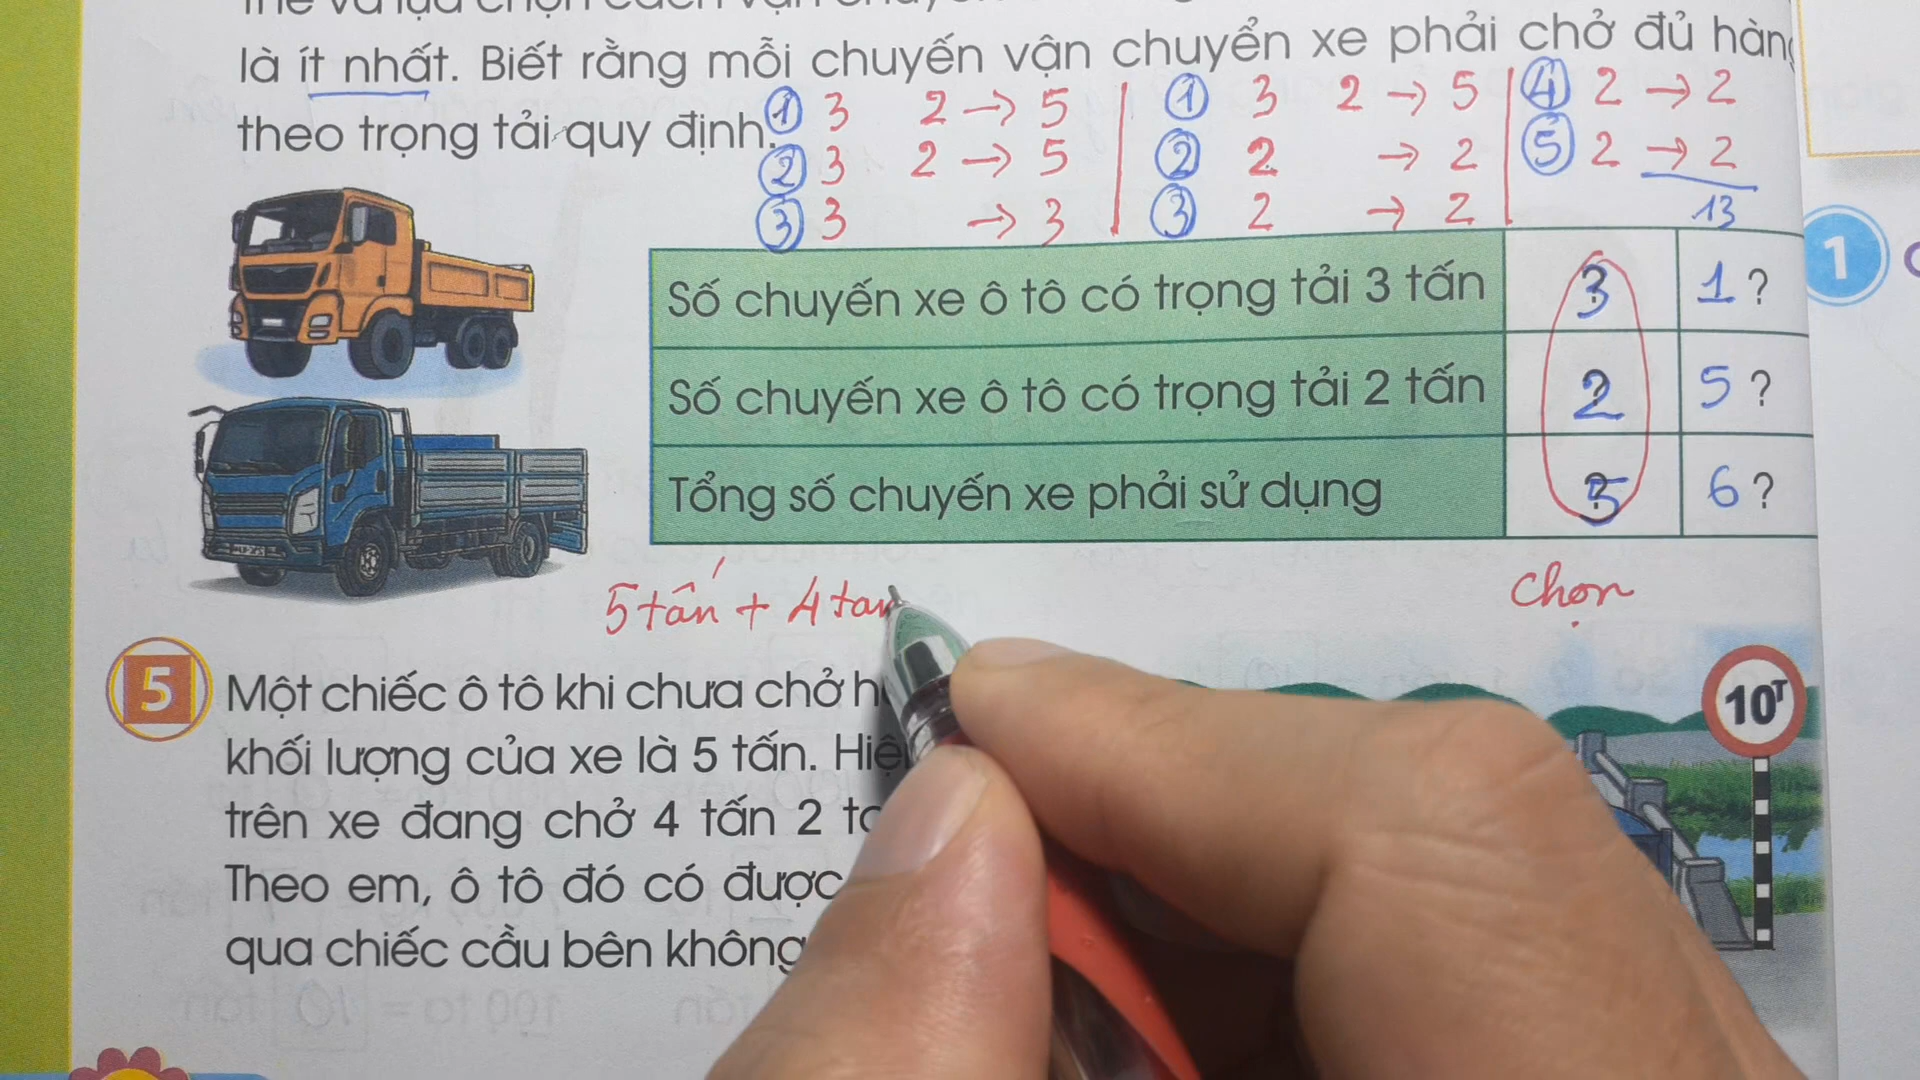 là ít nhất. Biết rằng mỗi chuyến vận chuyển xe phải chở đủ hàng
theo trọng tải quy định.
① 3 2 → 5
② 3 2 → 5
③ 3 → 3
① 3 2 → 5
② 2 → 2
③ 2 → 2
④ 2 → 2
⑤ 2 → 2
13
Số chuyến xe ô tô có trọng tải 3 tấn 3 1 ?
Số chuyến xe ô tô có trọng tải 2 tấn 2 5 ?
Tổng số chuyến xe phải sử dụng 5 6 ?
5 tấn + 4 tan
Chọn
5 Một chiếc ô tô khi chưa chở
khối lượng của xe là 5 tấn.
trên xe đang chở 4 tấn 2
Theo em, ô tô đó có được
qua chiếc cầu bên không
10T
1